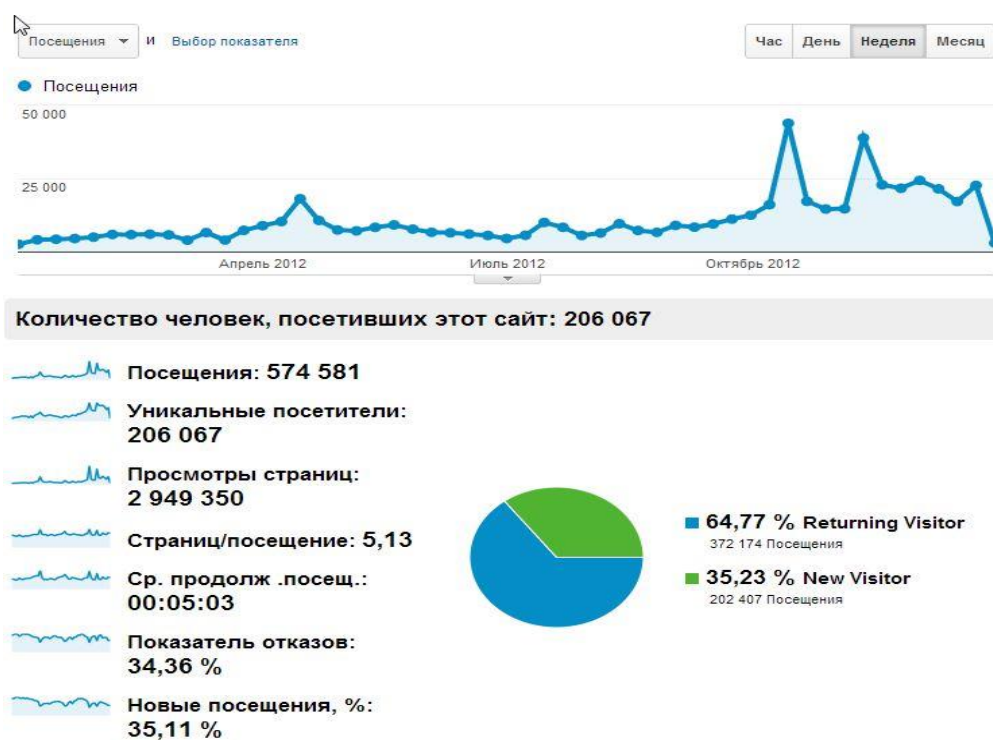 Посещения и Выбор показателя Час День Неделя Месяц
Посещения
50 000
25 000
Апрель 2012 Июль 2012 Октябрь 2012
Количество человек, посетивших этот сайт: 206 067
Посещения: 574 581
Уникальные посетители:
206 067
Просмотры страниц:
2 949 350
Страниц/посещение: 5,13
Ср. продолж .посещ.:
00:05:03
Показатель отказов:
34,36 %
Новые посещения, %:
35,11 %
64,77 % Returning Visitor
372 174 Посещения
35,23 % New Visitor
202 407 Посещения